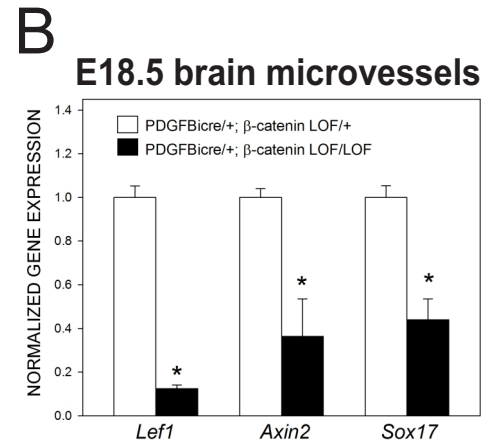 B
E18.5 brain microvessels
NORMALIZED GENE EXPRESSION
1.4
1.2
1.0
0.8
0.6
0.4
0.2
0.0
PDGFBicre/+; β-catenin LOF/+
PDGFBicre/+; β-catenin LOF/LOF
*
*
*
Lef1 Axin2 Sox17